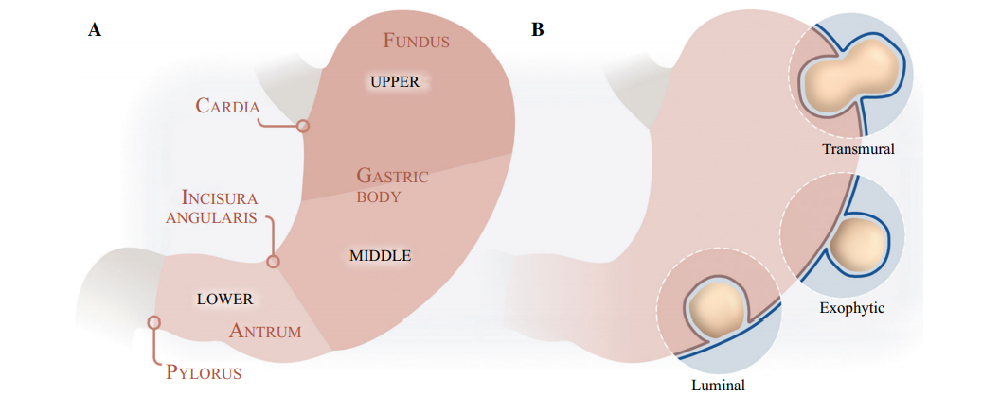 A
FUNDUS
UPPER
CARDIA
GASTRIC
BODY
INCISURA
ANGULARIS
MIDDLE
LOWER
ANTRUM
PYLORUS
B
Transmural
Exophytic
Luminal